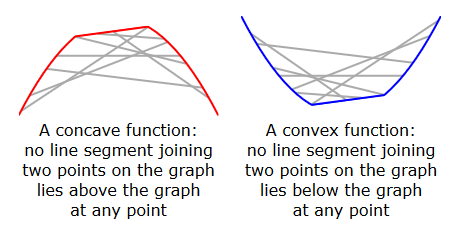 A concave function:
no line segment joining
two points on the graph
lies above the graph
at any point
A convex function:
no line segment joining
two points on the graph
lies below the graph
at any point